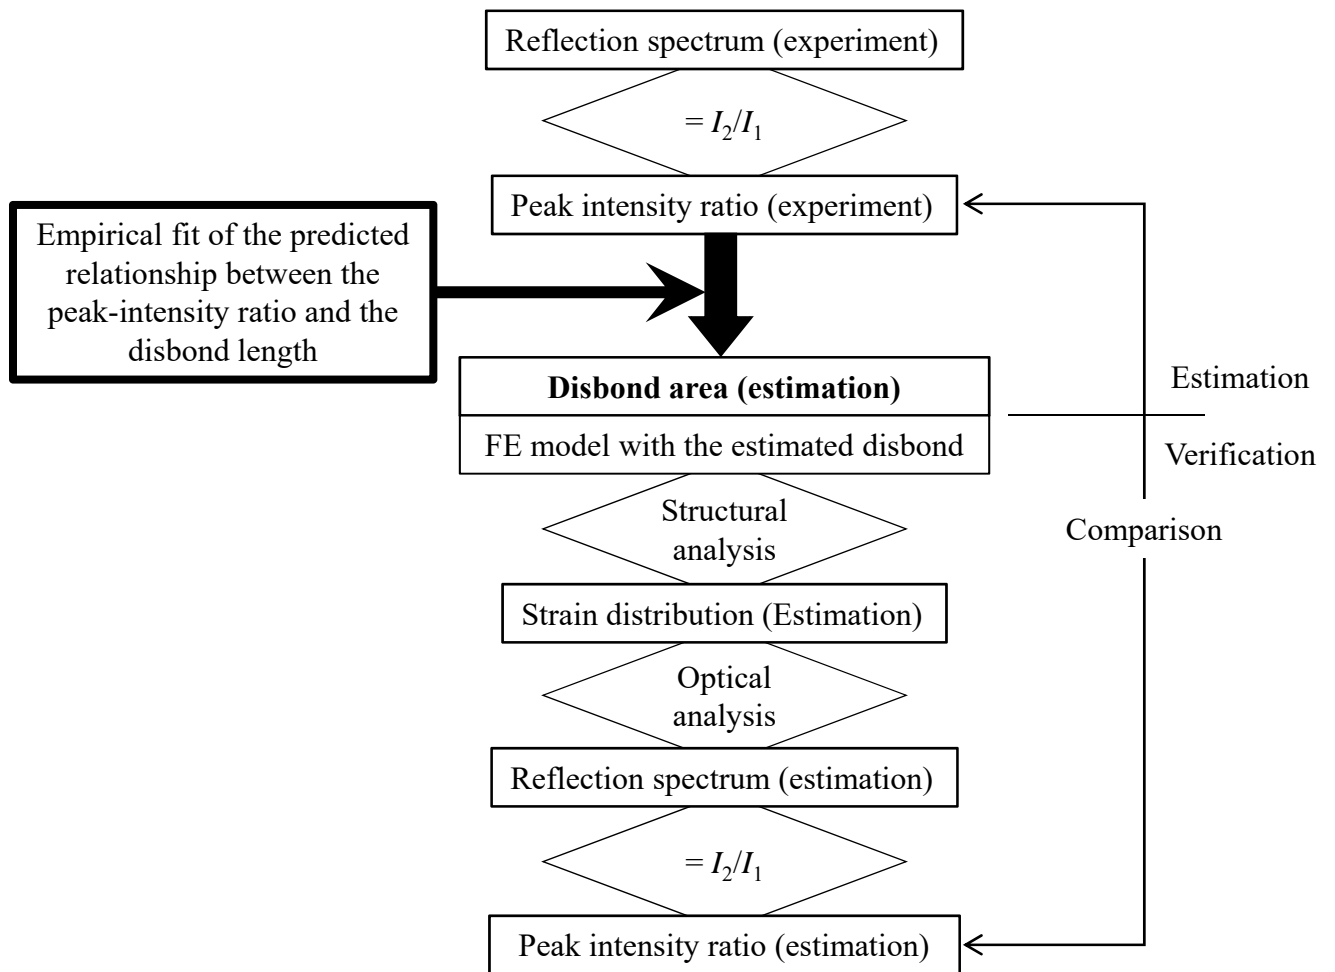 Reflection spectrum (experiment)
= I₂/I₁
Peak intensity ratio (experiment)
Empirical fit of the predicted
relationship between the
peak-intensity ratio and the
disbond length
Disbond area (estimation)
FE model with the estimated disbond
Estimation
Verification
Comparison
Structural
analysis
Strain distribution (Estimation)
Optical
analysis
Reflection spectrum (estimation)
= I₂/I₁
Peak intensity ratio (estimation)